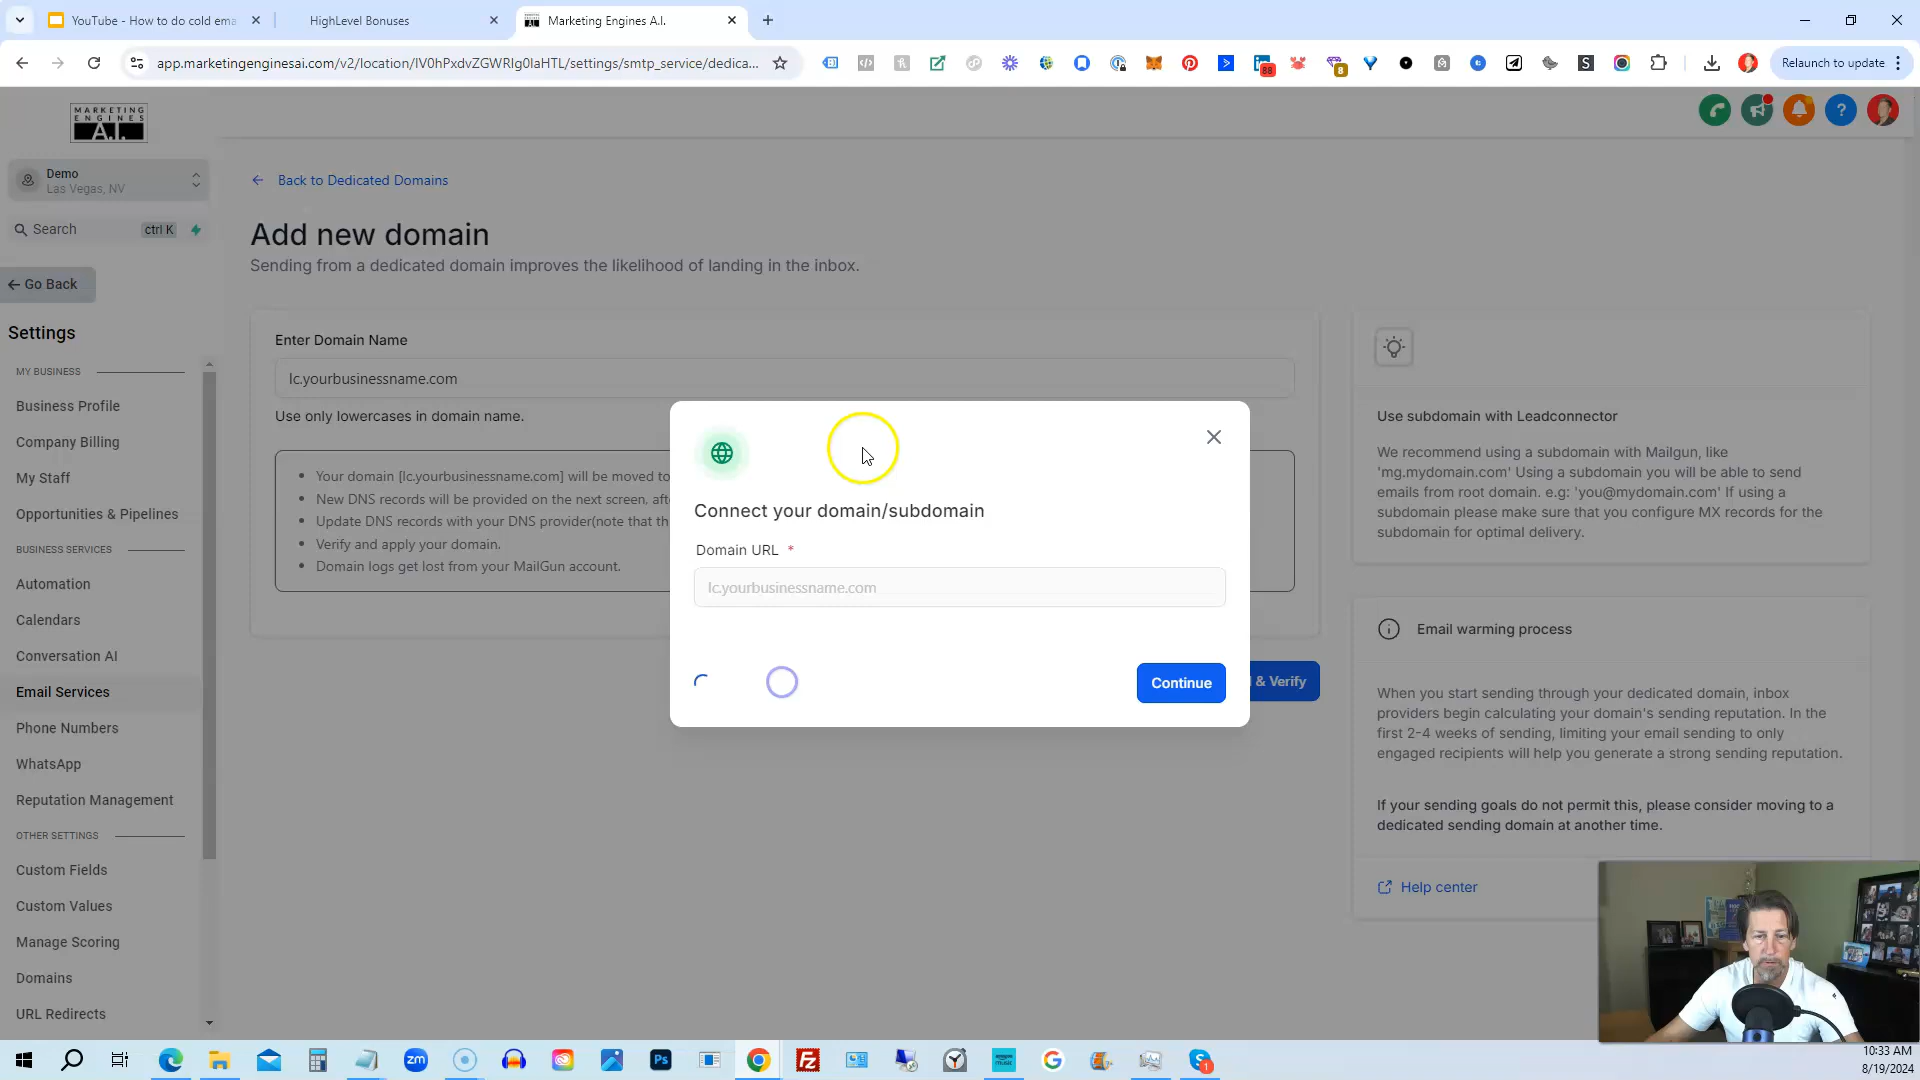 YouTube - How to do cold ema
HighLevel Bonuses
Marketing Engines A.I.
app.marketingenginesai.com/v2/location/IV0hPxdvZGWRIg0IaHTL/settings/smtp_service/dedica...
88
8
Relaunch to update
MARKETING
ENGINES
A.I.
Demo
Las Vegas, NV
Search
ctrl K
Go Back
Settings
MY BUSINESS
Business Profile
Company Billing
My Staff
Opportunities & Pipelines
BUSINESS SERVICES
Automation
Calendars
Conversation AI
Email Services
Phone Numbers
WhatsApp
Reputation Management
OTHER SETTINGS
Custom Fields
Custom Values
Manage Scoring
Domains
URL Redirects
Back to Dedicated Domains
Add new domain
Sending from a dedicated domain improves the likelihood of landing in the inbox.
Enter Domain Name
lc.yourbusinessname.com
Use only lowercases in domain name.
Your domain [lc.yourbusinessname.com] will be moved to
New DNS records will be provided on the next screen, aft
Update DNS records with your DNS provider(note that th
Verify and apply your domain.
Domain logs get lost from your MailGun account.
& Verify
Connect your domain/subdomain
Domain URL *
lc.yourbusinessname.com
Continue
Use subdomain with Leadconnector
We recommend using a subdomain with Mailgun, like
'mg.mydomain.com' Using a subdomain you will be able to send
emails from root domain. e.g: 'you@mydomain.com' If using a
subdomain please make sure that you configure MX records for the
subdomain for optimal delivery.
Email warming process
When you start sending through your dedicated domain, inbox
providers begin calculating your domain's sending reputation. In the
first 2-4 weeks of sending, limiting your email sending to only
engaged recipients will help you generate a strong sending reputation.
If your sending goals do not permit this, please consider moving to a
dedicated sending domain at another time.
Help center
zm
Ps
1
10:33 AM
8/19/2024